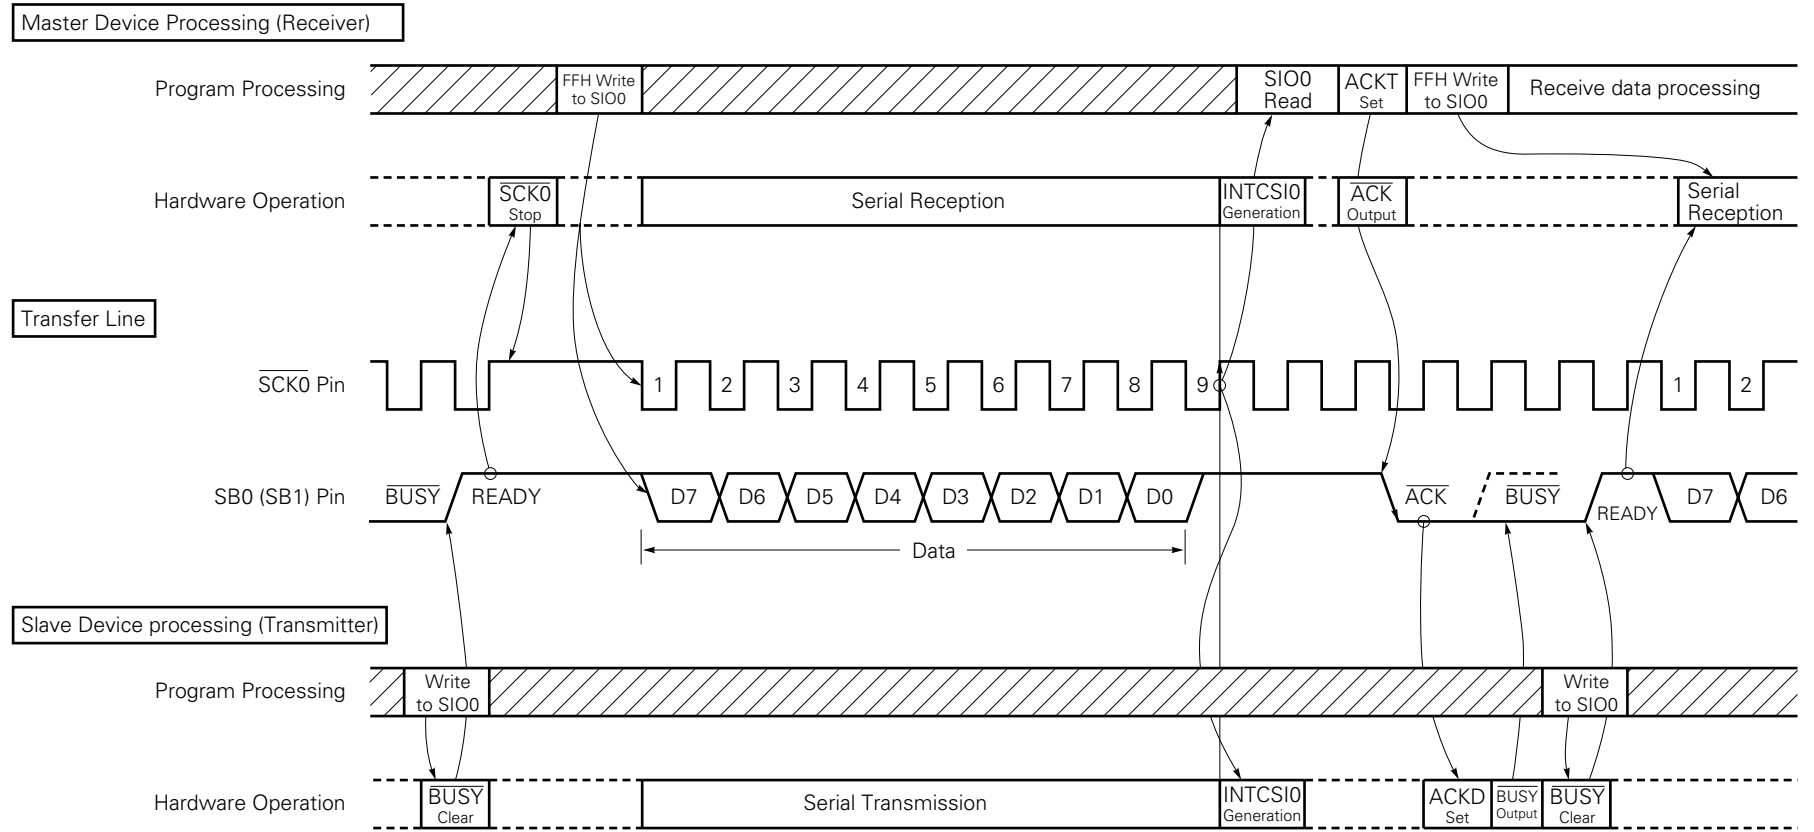 Master Device Processing (Receiver)
Program Processing
FFH Write
to SIO0
SIO0
Read
ACKT
Set
FFH Write
to SIO0
Receive data processing
Hardware Operation
SCK0
Stop
Serial Reception
INTCSI0
Generation
ACK
Output
Serial
Reception
Transfer Line
SCK0 Pin
1 2 3 4 5 6 7 8 9 1 2
SB0 (SB1) Pin
BUSY READY D7 D6 D5 D4 D3 D2 D1 D0 ACK BUSY READY D7 D6
Data
Slave Device processing (Transmitter)
Program Processing
Write
to SIO0
Write
to SIO0
Hardware Operation
BUSY
Clear
Serial Transmission
INTCSI0
Generation
ACKD
Set
BUSY
Output
BUSY
Clear